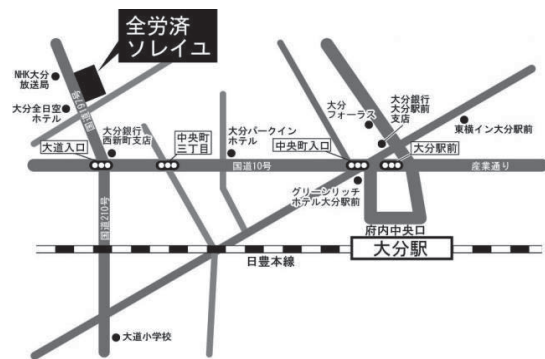 全労済
ソレイユ
NHK大分
放送局
大分全日空
ホテル
国道197号
大道入口
大分銀行
西新町支店
中央町
三丁目
大分パークイン
ホテル
国道10号
中央町入口
大分
フォーラス
大分銀行
大分駅前
支店
大分駅前
東横イン大分駅前
産業通り
グリーンリッチ
ホテル大分駅前
府内中央口
大分駅
国道210号
日豊本線
大道小学校